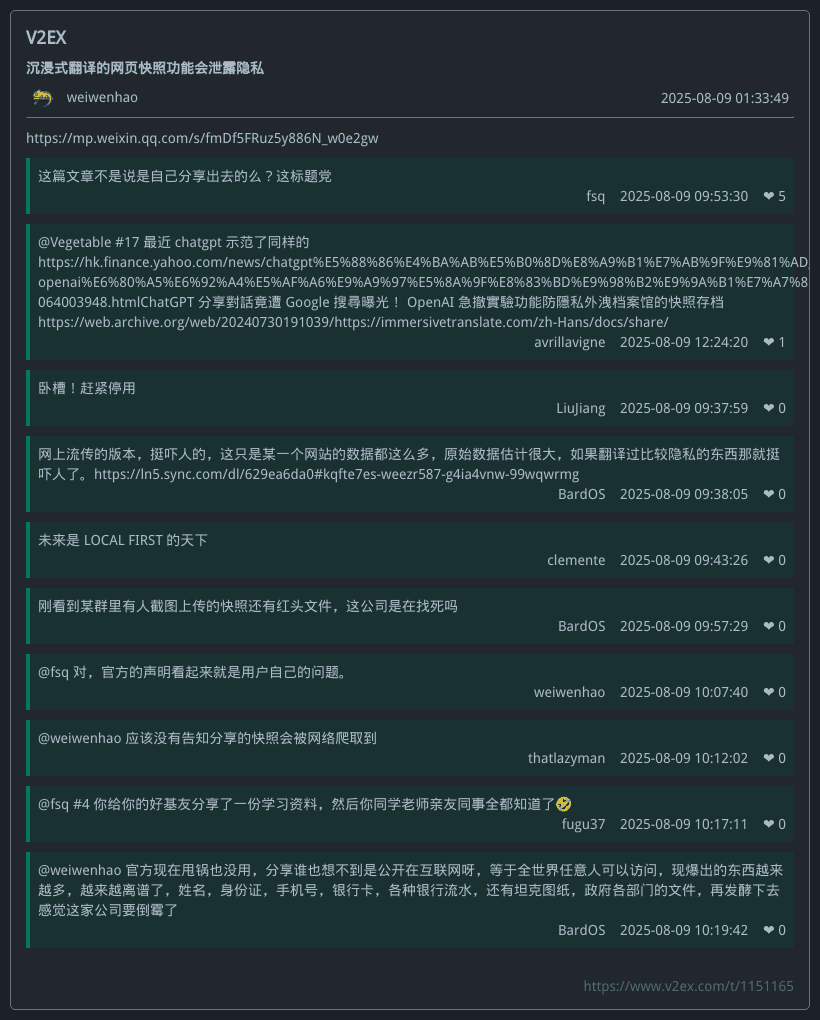 V2EX
沉浸式翻译的网页快照功能会泄露隐私
weiwenhao 2025-08-09 01:33:49
https://mp.weixin.qq.com/s/fmDf5FRuz5y886N_w0e2gw
这篇文章不是说是自己分享出去的么？这标题党
fsq 2025-08-09 09:53:30 ❤ 5
@Vegetable #17 最近 chatgpt 示范了同样的
https://hk.finance.yahoo.com/news/chatgpt%E5%88%86%E4%BA%AB%E5%B0%8D%E8%A9%B1%E7%AB%9F%E9%81%AD
openai%E6%80%A5%E6%92%A4%E5%AF%A6%E9%A9%97%E5%8A%9F%E8%83%BD%E9%98%B2%E9%9A%B1%E7%A7%8
064003948.htmlChatGPT 分享對話竟遭 Google 搜尋曝光！ OpenAI 急撤實驗功能防隱私外洩档案馆的快照存档
https://web.archive.org/web/20240730191039/https://immersivetranslate.com/zh-Hans/docs/share/
avrillavigne 2025-08-09 12:24:20 ❤ 1
卧槽！赶紧停用
LiuJiang 2025-08-09 09:37:59 ❤ 0
网上流传的版本，挺吓人的，这只是某一个网站的数据都这么多，原始数据估计很大，如果翻译过比较隐私的东西那就挺
吓人了。https://ln5.sync.com/dl/629ea6da0#kqfte7es-weezr587-g4ia4vnw-99wqwrmg
BardOS 2025-08-09 09:38:05 ❤ 0
未来是 LOCAL FIRST 的天下
clemente 2025-08-09 09:43:26 ❤ 0
刚看到某群里有人截图上传的快照还有红头文件，这公司是在找死吗
BardOS 2025-08-09 09:57:29 ❤ 0
@fsq 对，官方的声明看起来就是用户自己的问题。
weiwenhao 2025-08-09 10:07:40 ❤ 0
@weiwenhao 应该没有告知分享的快照会被网络爬取到
thatlazyman 2025-08-09 10:12:02 ❤ 0
@fsq #4 你给你的好基友分享了一份学习资料，然后你同学老师亲友同事全都知道了🤣
fugu37 2025-08-09 10:17:11 ❤ 0
@weiwenhao 官方现在甩锅也没用，分享谁也想不到是公开在互联网呀，等于全世界任意人可以访问，现爆出的东西越来
越多，越来越离谱了，姓名，身份证，手机号，银行卡，各种银行流水，还有坦克图纸，政府各部门的文件，再发酵下去
感觉这家公司要倒霉了
BardOS 2025-08-09 10:19:42 ❤ 0
https://www.v2ex.com/t/1151165